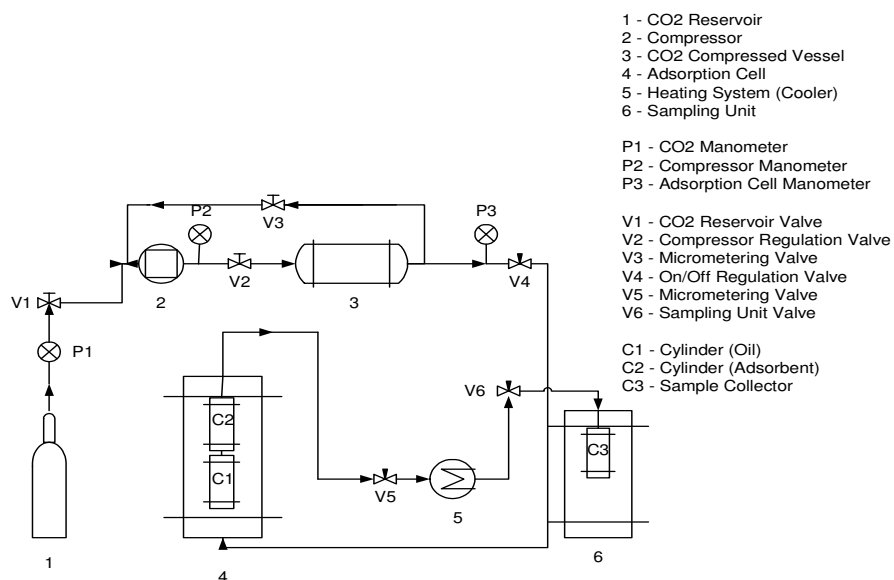 1 - CO2 Reservoir
2 - Compressor
3 - CO2 Compressed Vessel
4 - Adsorption Cell
5 - Heating System (Cooler)
6 - Sampling Unit
P1 - CO2 Manometer
P2 - Compressor Manometer
P3 - Adsorption Cell Manometer
V1 - CO2 Reservoir Valve
V2 - Compressor Regulation Valve
V3 - Micrometering Valve
V4 - On/Off Regulation Valve
V5 - Micrometering Valve
V6 - Sampling Unit Valve
C1 - Cylinder (Oil)
C2 - Cylinder (Adsorbent)
C3 - Sample Collector
P2
V3
P3
V2
V4
2
3
V1
P1
V6
C2
C3
C1
V5
5
1
4
6